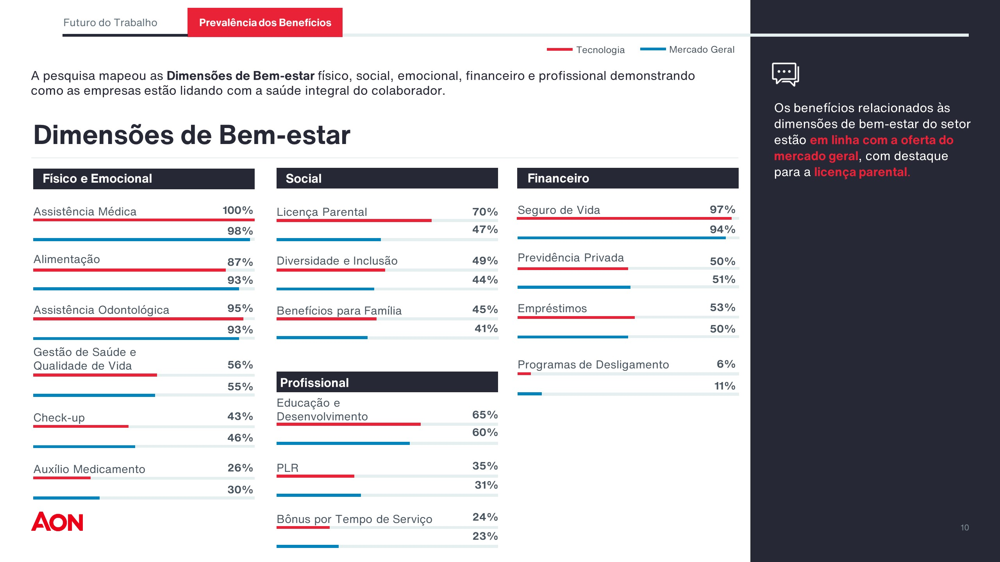 Futuro do Trabalho
Prevalência dos Benefícios
Tecnologia
Mercado Geral
A pesquisa mapeou as Dimensões de Bem-estar físico, social, emocional, financeiro e profissional demonstrando
como as empresas estão lidando com a saúde integral do colaborador.
Dimensões de Bem-estar
Físico e Emocional
Assistência Médica 100%
98%
Alimentação 87%
93%
Assistência Odontológica 95%
93%
Gestão de Saúde e
Qualidade de Vida 56%
55%
Check-up 43%
46%
Auxílio Medicamento 26%
30%
Social
Licença Parental 70%
47%
Diversidade e Inclusão 49%
44%
Benefícios para Família 45%
41%
Profissional
Educação e
Desenvolvimento 65%
60%
PLR 35%
31%
Bônus por Tempo de Serviço 24%
23%
Financeiro
Seguro de Vida 97%
94%
Previdência Privada 50%
51%
Empréstimos 53%
50%
Programas de Desligamento 6%
11%
Os benefícios relacionados às
dimensões de bem-estar do setor
estão em linha com a oferta do
mercado geral, com destaque
para a licença parental.
AON
10